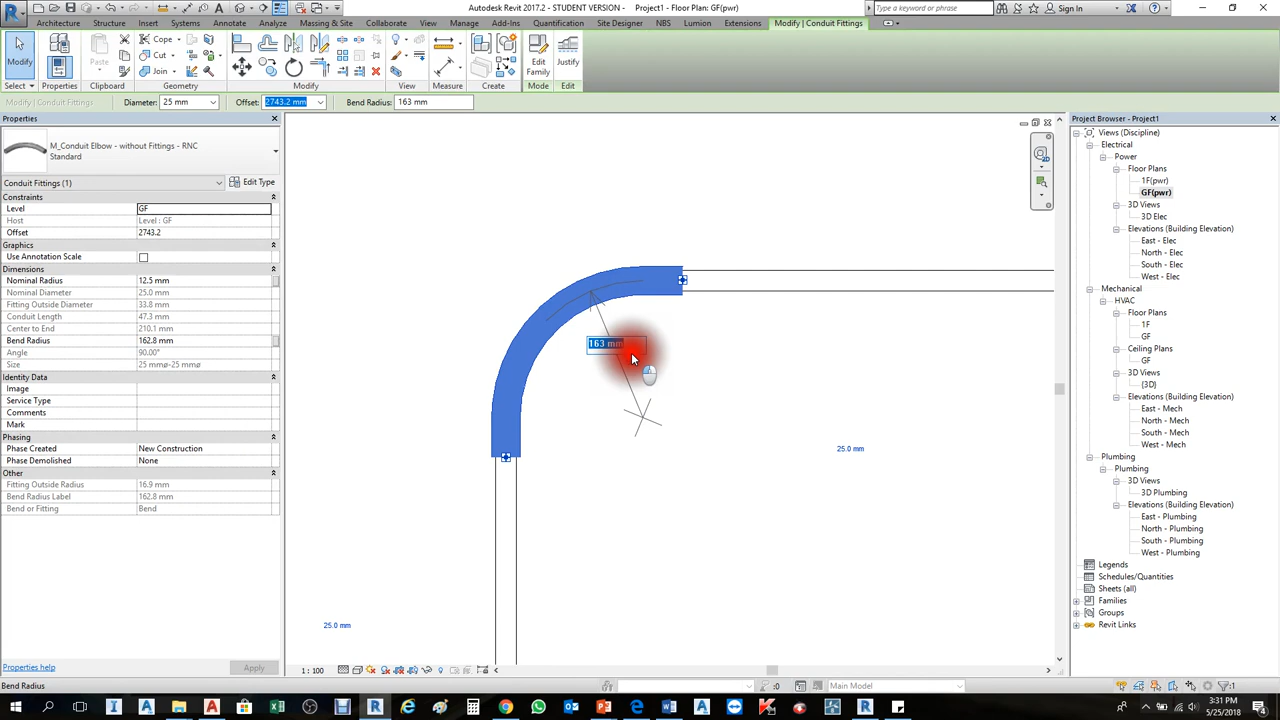 Autodesk Revit 2017.2 - STUDENT VERSION - Project1 - Floor Plan: GF(pwr)
Type a keyword or phrase
Sign In
Architecture Structure Insert Systems Annotate Analyze Massing & Site Collaborate View Manage Add-Ins Quantification Site Designer NBS Lumion Extensions Modify | Conduit Fittings
Modify
Paste
Cope
Cut
Join
Edit Family
Justify
Select Properties Clipboard Geometry Modify View Measure Create Mode Edit
Modify | Conduit Fittings Diameter: 25 mm Offset: 2743.2 mm Bend Radius: 163 mm
Properties
M_Conduit Elbow - without Fittings - RNC
Standard
Conduit Fittings (1) Edit Type
Constraints
Level GF
Host Level : GF
Offset 2743.2
Graphics
Use Annotation Scale
Dimensions
Nominal Radius 12.5 mm
Nominal Diameter 25.0 mm
Fitting Outside Diameter 33.8 mm
Conduit Length 47.3 mm
Center to End 210.1 mm
Bend Radius 162.8 mm
Angle 90.00°
Size 25 mmø-25 mmø
Identity Data
Image
Service Type
Comments
Mark
Phasing
Phase Created New Construction
Phase Demolished None
Other
Fitting Outside Radius 16.9 mm
Bend Radius Label 162.8 mm
Bend or Fitting Bend
Properties help Apply
163 mm
25.0 mm
25.0 mm
2D
1 : 100
Project Browser - Project1
Views (Discipline)
Electrical
Power
Floor Plans
1F(pwr)
GF(pwr)
3D Views
3D Elec
Elevations (Building Elevation)
East - Elec
North - Elec
South - Elec
West - Elec
Mechanical
HVAC
Floor Plans
1F
GF
Ceiling Plans
GF
3D Views
{3D}
Elevations (Building Elevation)
East - Mech
North - Mech
South - Mech
West - Mech
Plumbing
Plumbing
3D Views
3D Plumbing
Elevations (Building Elevation)
East - Plumbing
North - Plumbing
South - Plumbing
West - Plumbing
Legends
Schedules/Quantities
Sheets (all)
Families
Groups
Revit Links
Bend Radius
:0
Main Model
:1
3:31 PM
5/25/2018